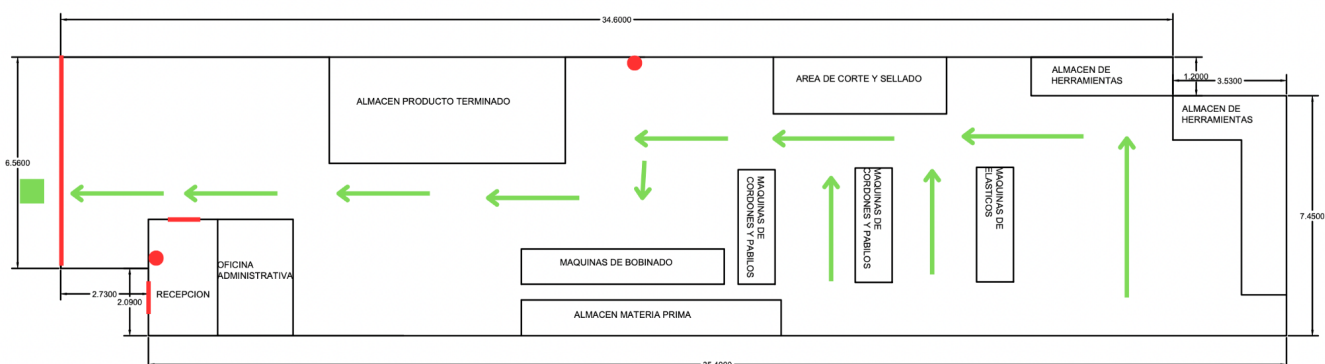 34.6000
ALMACEN DE
HERRAMIENTAS
1.2000
3.5300
AREA DE CORTE Y SELLADO
ALMACEN PRODUCTO TERMINADO
ALMACEN DE
HERRAMIENTAS
6.5600
MAQUINAS DE
CORDONES Y PABILOS
MAQUINAS DE
CORDONES Y PABILOS
MAQUINAS DE
ELASTICOS
7.4500
OFICINA
ADMINISTRATIVA
MAQUINAS DE BOBINADO
2.7300
2.0900
RECEPCION
ALMACEN MATERIA PRIMA